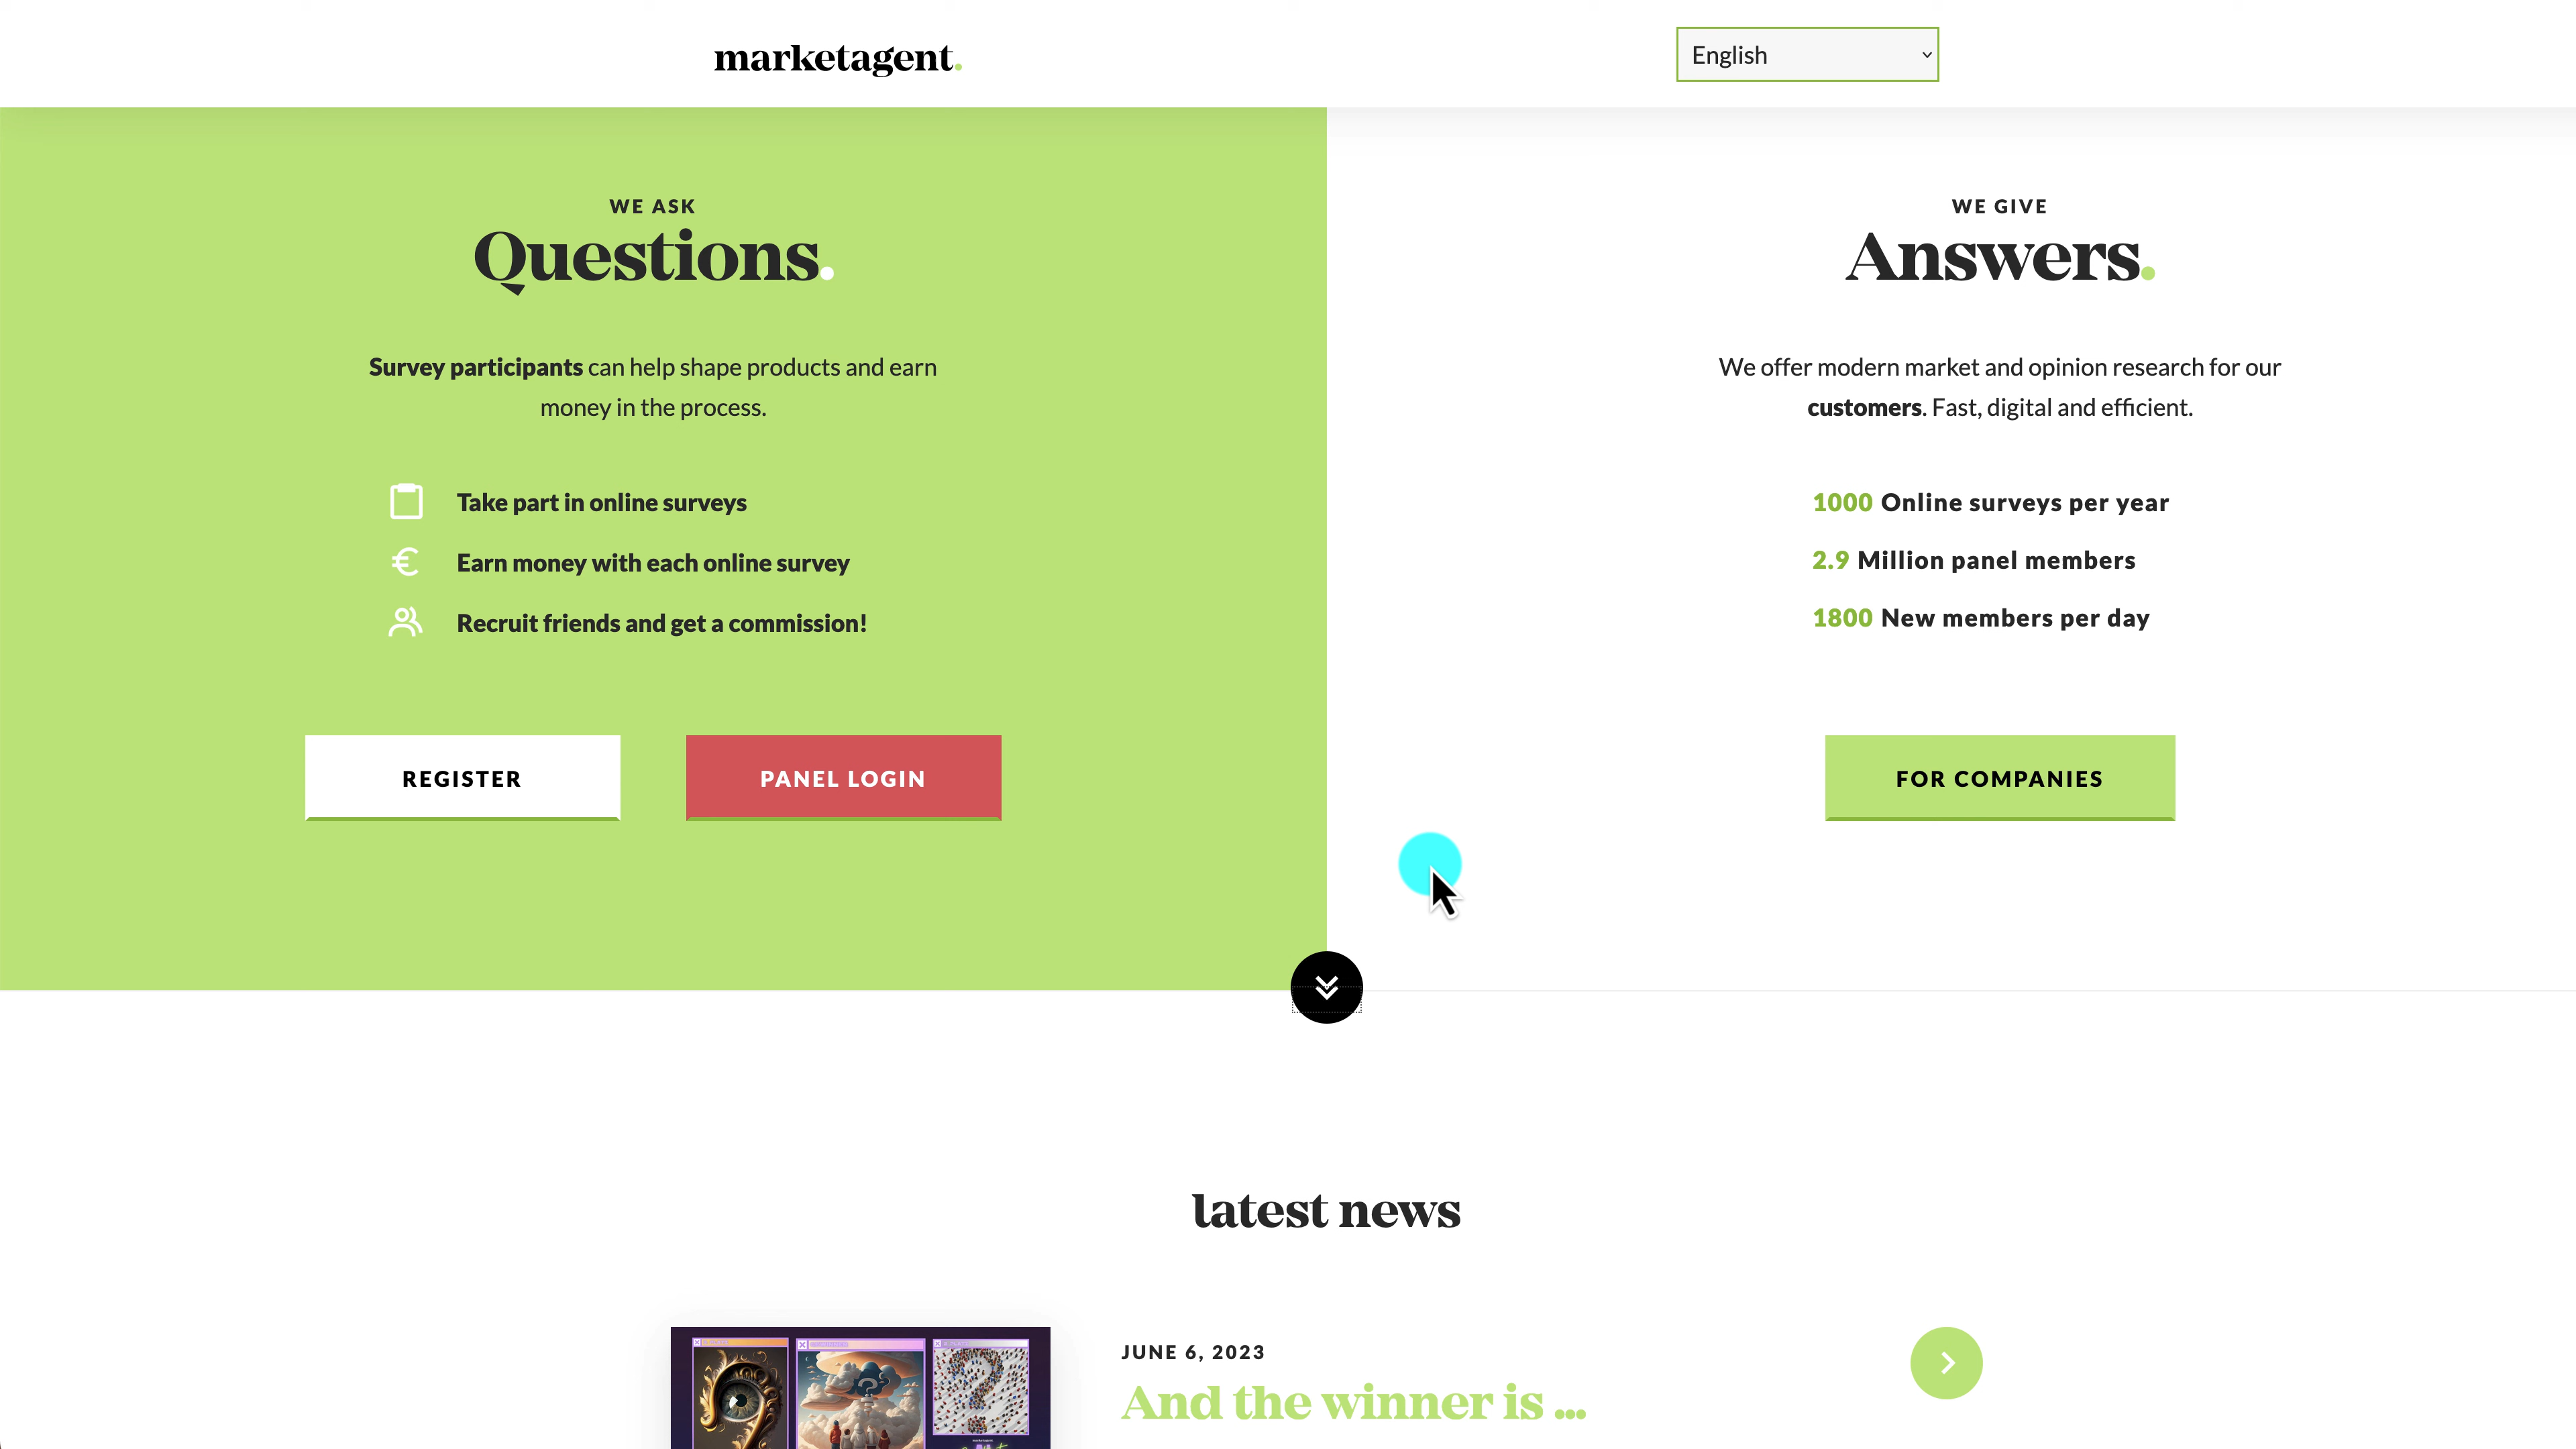 marketagent.
English
WE ASK
Questions.
Survey participants can help shape products and earn
money in the process.
Take part in online surveys
€ Earn money with each online survey
Recruit friends and get a commission!
REGISTER
PANEL LOGIN
WE GIVE
Answers.
We offer modern market and opinion research for our
customers. Fast, digital and efficient.
1000 Online surveys per year
2.9 Million panel members
1800 New members per day
FOR COMPANIES
latest news
JUNE 6, 2023
And the winner is ...